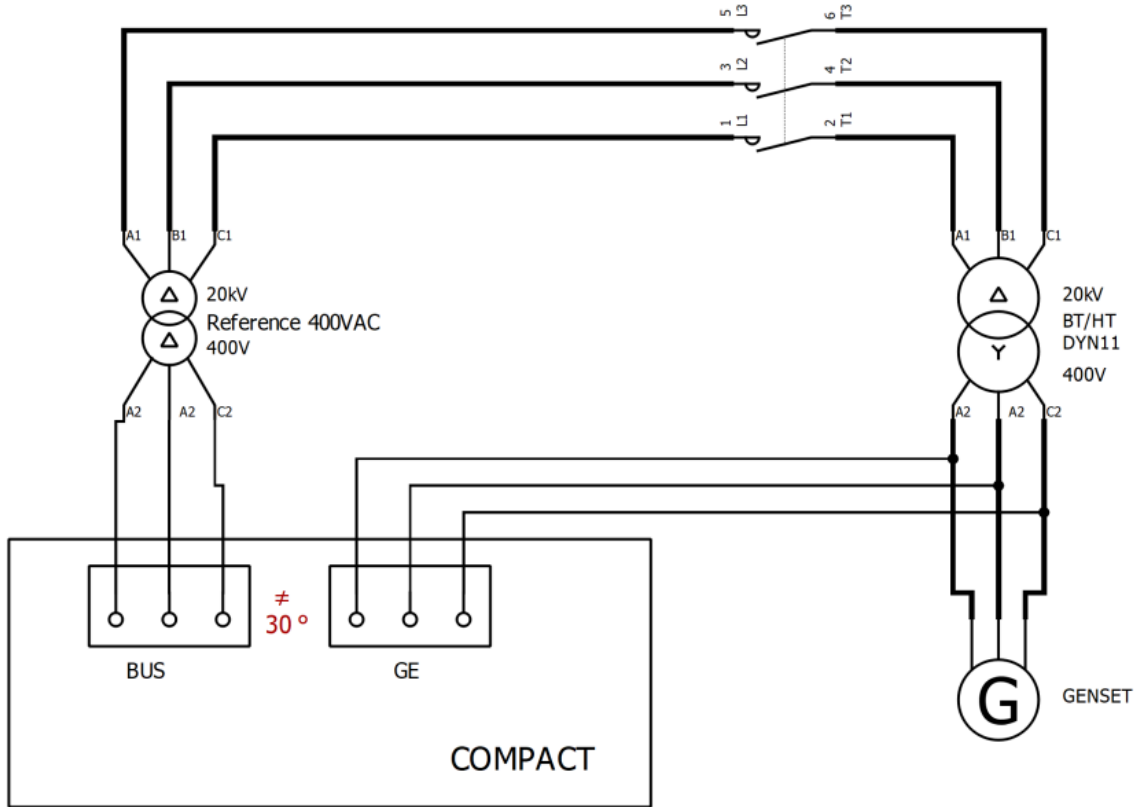 5 L3
6 T3
3 L2
4 T2
1 L1
2 T1
A1 B1 C1
A1 B1 C1
20kV
Reference 400VAC
400V
20kV
BT/HT
DYN11
400V
Y
A2 A2 C2
A2 A2 C2
≠
30 º
BUS
GE
G
GENSET
COMPACT